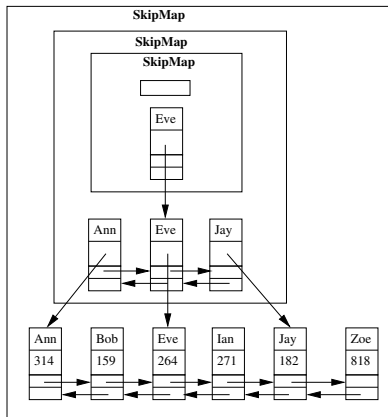 SkipMap
SkipMap
SkipMap
Eve
Ann Eve Jay
Ann Bob Eve Ian Jay Zoe
314 159 264 271 182 818